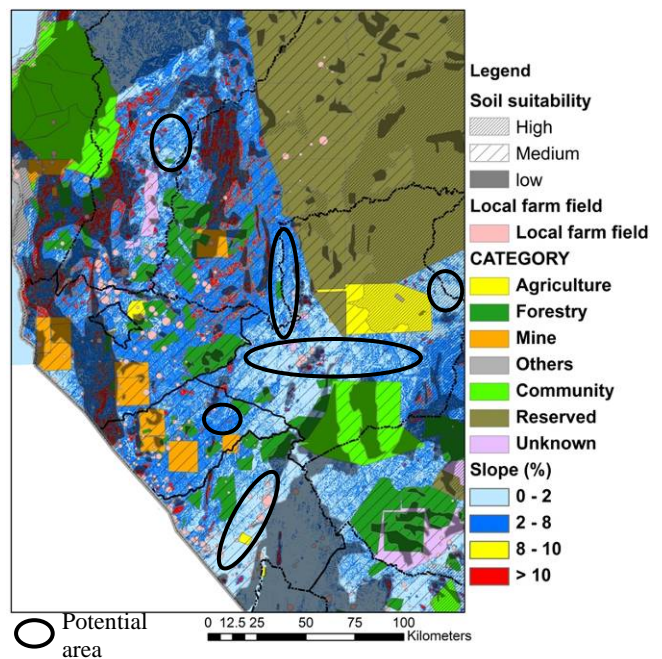 Legend
Soil suitability
High
Medium
low
Local farm field
Local farm field
CATEGORY
Agriculture
Forestry
Mine
Others
Community
Reserved
Unknown
Slope (%)
0 - 2
2 - 8
8 - 10
> 10
Potential
area
0 12.5 25 50 75 100
Kilometers